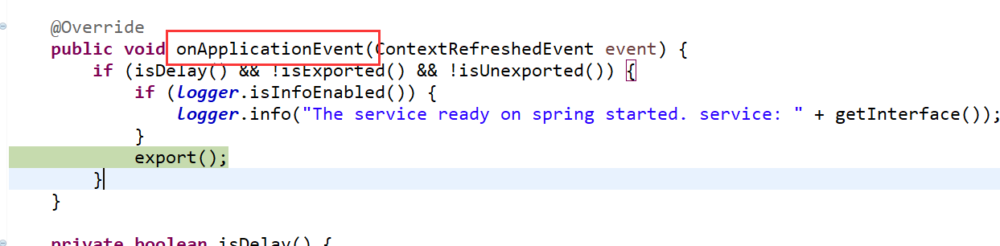 @Override
public void onApplicationEvent(ContextRefreshedEvent event) {
if (isDelay() && !isExported() && !isUnexported()) {
if (logger.isInfoEnabled()) {
logger.info("The service ready on spring started. service: " + getInterface());
}
export();
}
}
private boolean isDelay() {